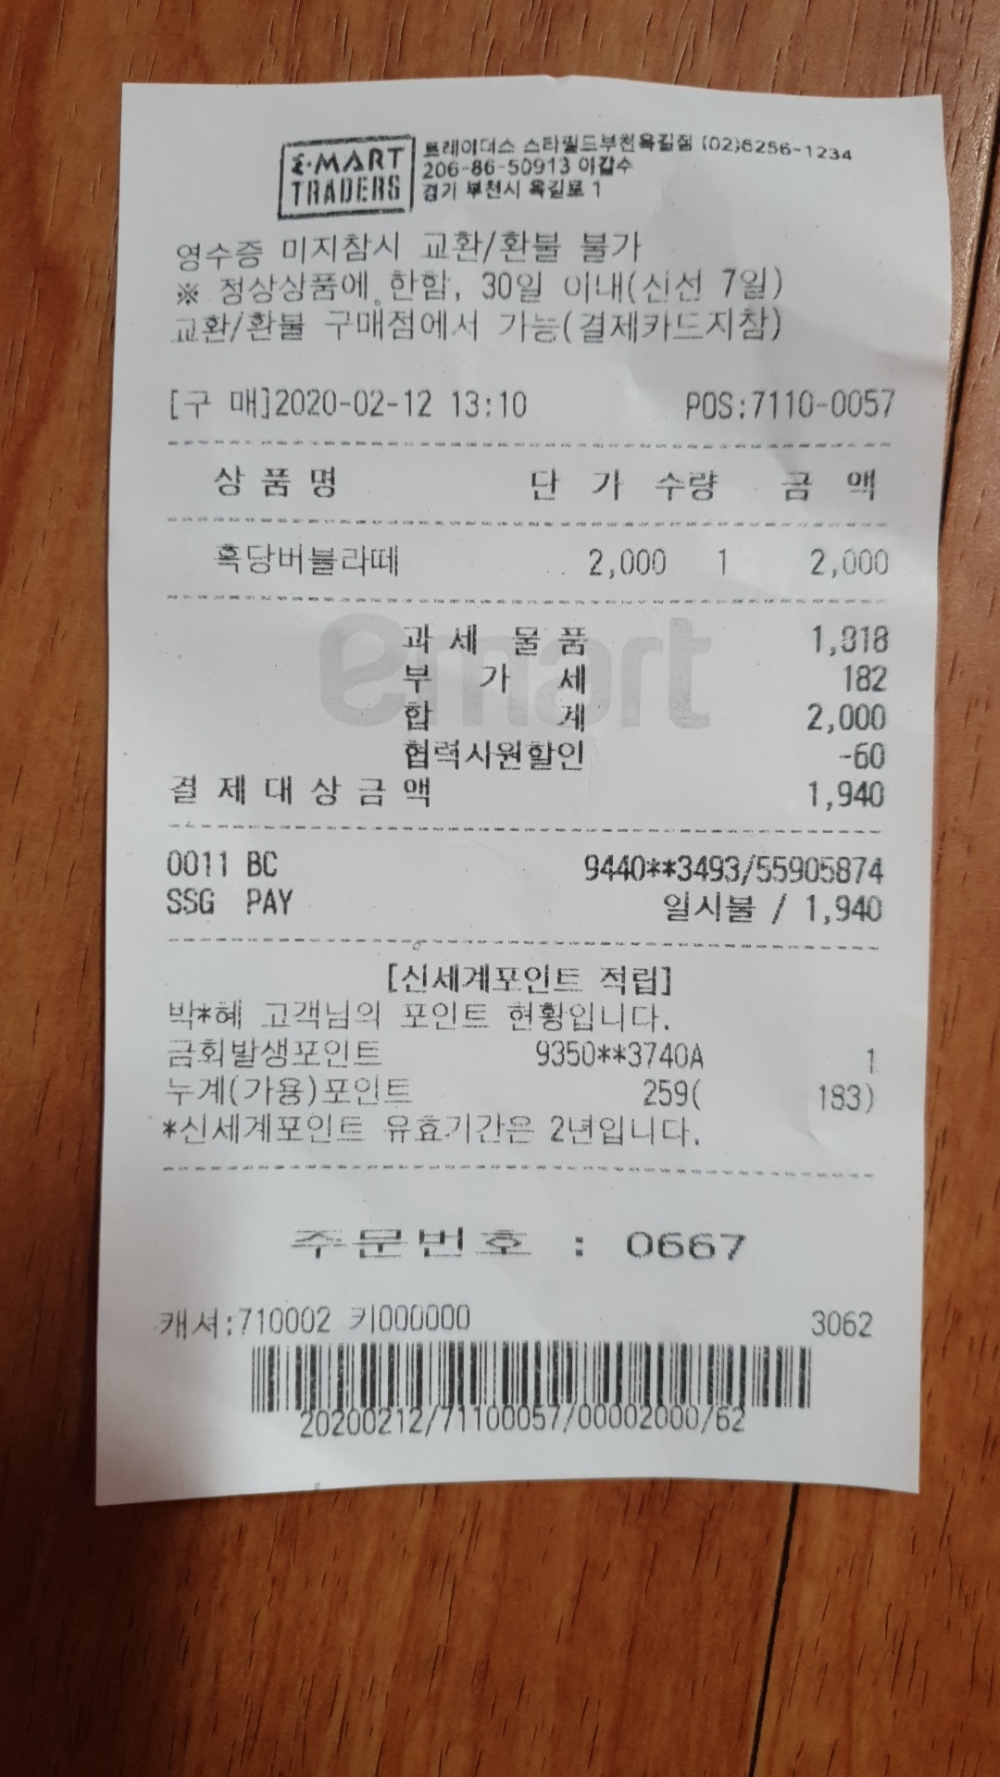 E·MART
TRADERS
트레이더스 스타필드부천옥길점 (02)6256-1234
206-86-50913 이갑수
경기 부천시 옥길로 1
영수증 미지참시 교환/환불 불가
※ 정상상품에 한함, 30일 이내(신선 7일)
교환/환불 구매점에서 가능(결제카드지참)
[구 매]2020-02-12 13:10 POS:7110-0057
상 품 명 단 가 수량 금 액
흑당버블라떼 2,000 1 2,000
emart
과 세 물 품 1,818
부 가 세 182
합 계 2,000
협력사원할인 -60
결 제 대 상 금 액 1,940
0011 BC 9440**3493/55905874
SSG PAY 일시불 / 1,940
[신세계포인트 적립]
박*혜 고객님의 포인트 현황입니다.
금회발생포인트 9350**3740A 1
누계(가용)포인트 259( 183)
*신세계포인트 유효기간은 2년입니다.
주문번호 : 0667
캐셔:710002 키000000 3062
20200212/71100057/00002000/62